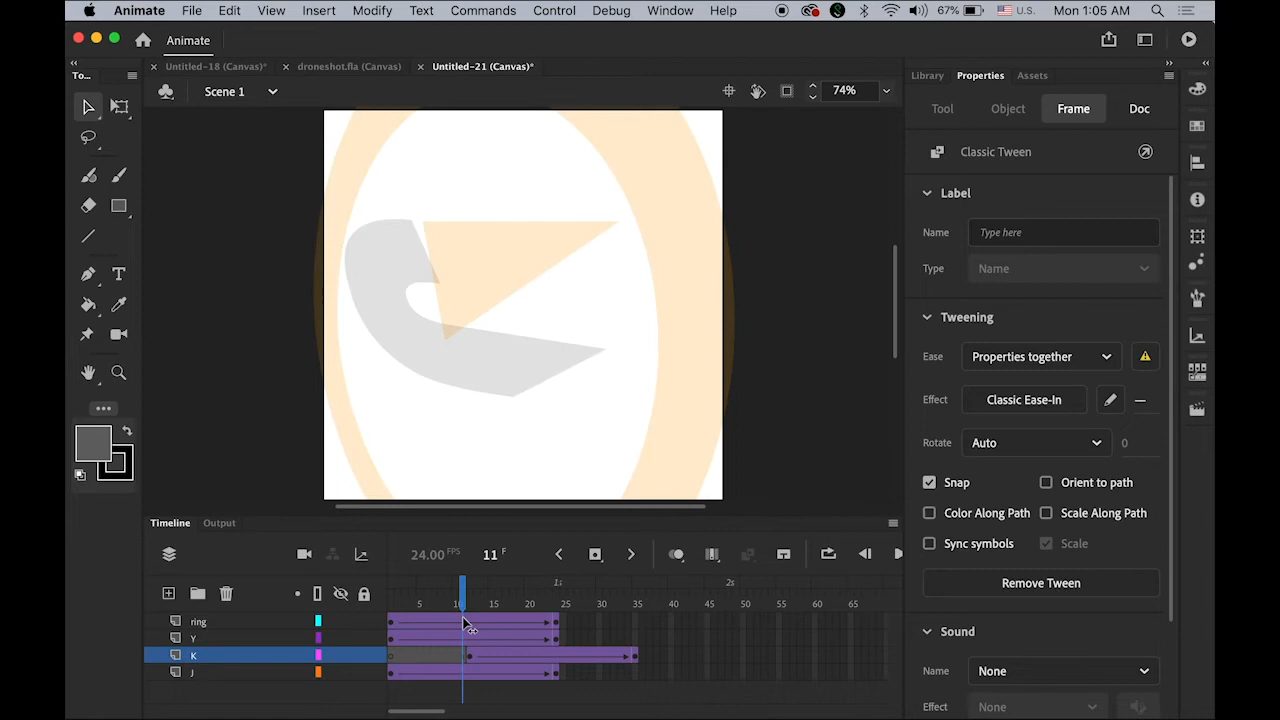 Animate File Edit View Insert Modify Text Commands Control Debug Window Help 67% U.S. Mon 1:05 AM
Animate
To... × Untitled-18 (Canvas)* × droneshot.fla (Canvas) × Untitled-21 (Canvas)* Library Properties Assets
Scene 1 74%
Tool Object Frame Doc
Classic Tween
Label
Name Type here
Type Name
Tweening
Ease Properties together
Effect Classic Ease-In
Rotate Auto 0
Snap Orient to path
Color Along Path Scale Along Path
Sync symbols Scale
Remove Tween
Sound
Name None
Effect None
Timeline Output
24.00 FPS 11 F
1s 2s
5 10 15 20 25 30 35 40 45 50 55 60 65
ring
Y
K
J